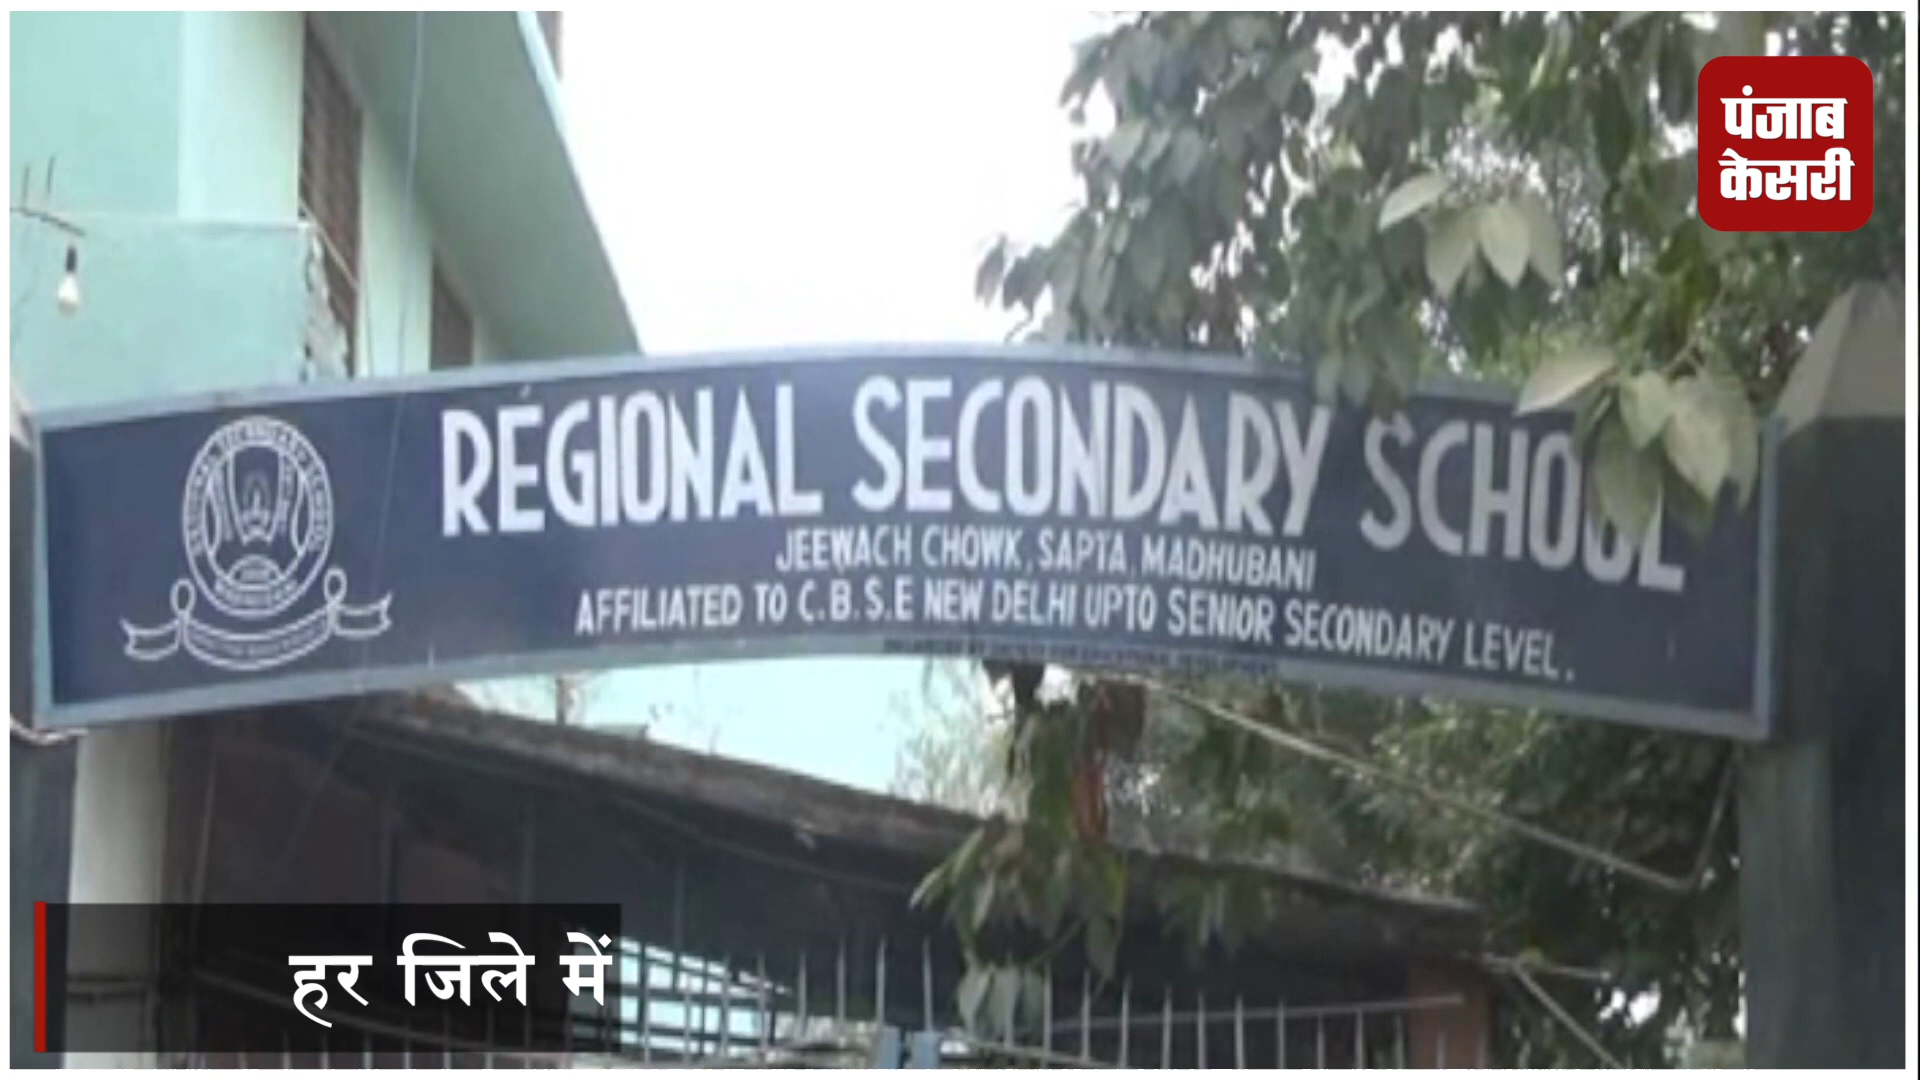 पंजाब
केसरी
REGIONAL SECONDARY SCHOOL
JEEWACH CHOWK, SAPTA, MADHUBANI
AFFILIATED TO C.B.S.E NEW DELHI UPTO SENIOR SECONDARY LEVEL.
हर जिले में